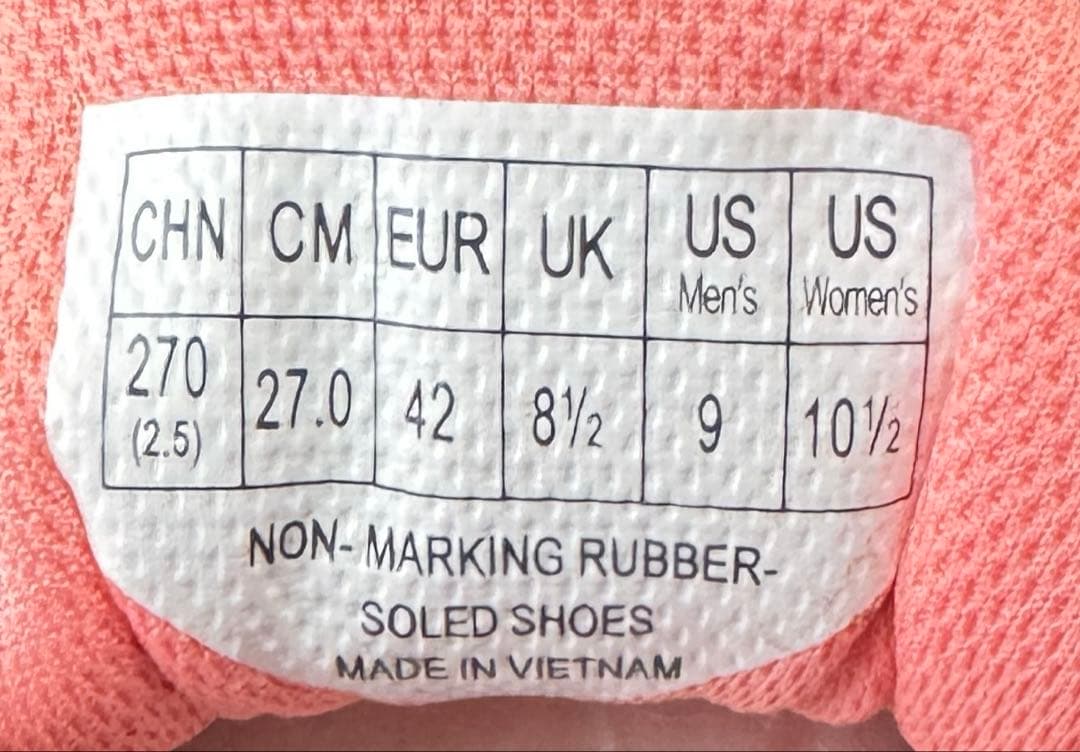 CHN CM EUR UK US Men's US Women's
270 (2.5) 27.0 42 8½ 9 10½
NON-MARKING RUBBER-
SOLED SHOES
MADE IN VIETNAM